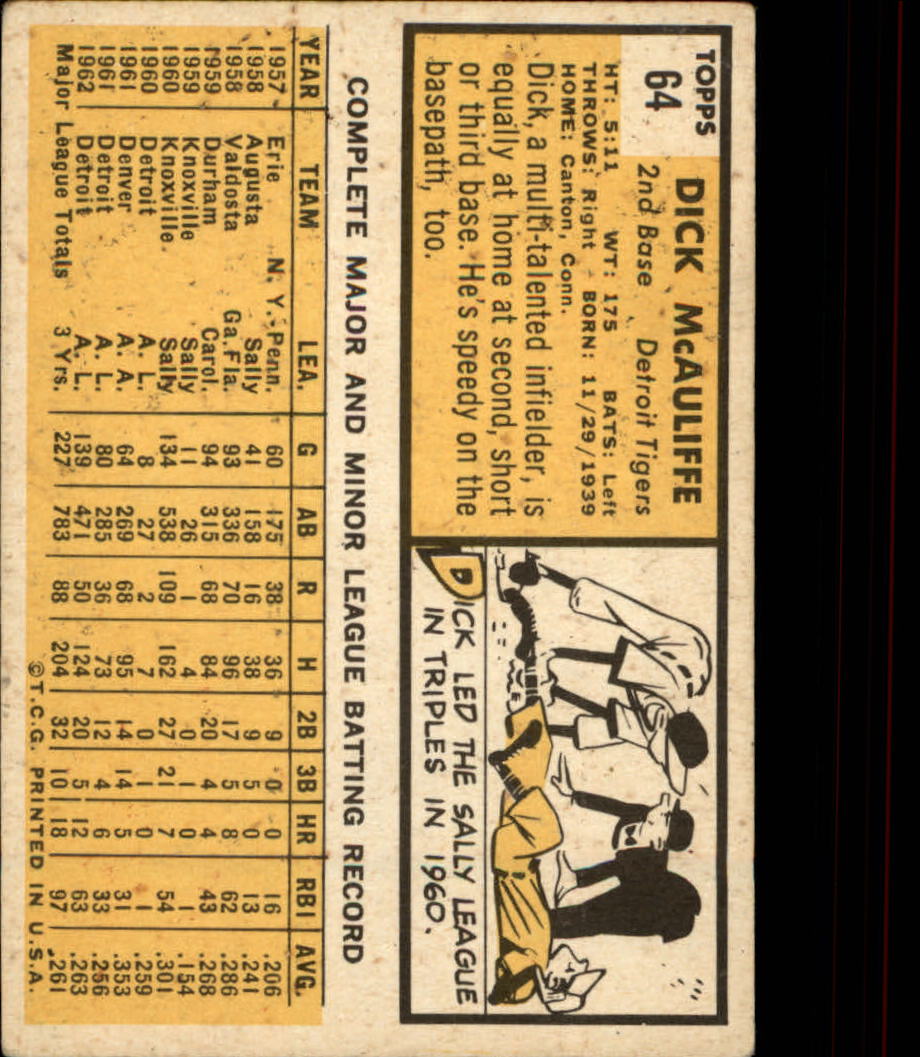 TOPPS
64
DICK McAULIFFE
2nd Base Detroit Tigers
HT: 5:11 WT: 175 BATS: Left
THROWS: Right BORN: 11/29/1939
HOME: Canton, Conn.
Dick, a multi-talented infielder, is
equally at home at second, short
or third base. He's speedy on the
basepath, too.
DICK LED THE SALLY LEAGUE
IN TRIPLES IN 1960.
COMPLETE MAJOR AND MINOR LEAGUE BATTING RECORD
YEAR TEAM LEA. G AB R H 2B 3B HR RBI AVG.
1957 Erie N. Y.-Penn. 60 175 38 36 9 0 0 16 .206
1958 Augusta Sally 41 158 16 38 9 5 0 13 .241
1958 Valdosta Ga. Fla. 93 336 70 96 17 5 8 62 .286
1959 Durham Carol. 94 315 68 84 20 4 4 43 .268
1959 Knoxville Sally 11 26 1 4 0 1 0 1 .154
1960 Knoxville Sally 134 538 109 162 27 21 7 54 .301
1960 Detroit A. L. 8 27 2 7 0 1 0 1 .259
1961 Denver A. A. 64 269 68 95 14 14 5 31 .353
1961 Detroit A. L. 80 285 36 73 12 4 6 33 .256
1962 Detroit A. L. 139 471 50 124 20 5 12 63 .263
Major League Totals 3 Yrs. 227 783 88 204 32 10 18 97 .261
©T.C.G. PRINTED IN U.S.A.